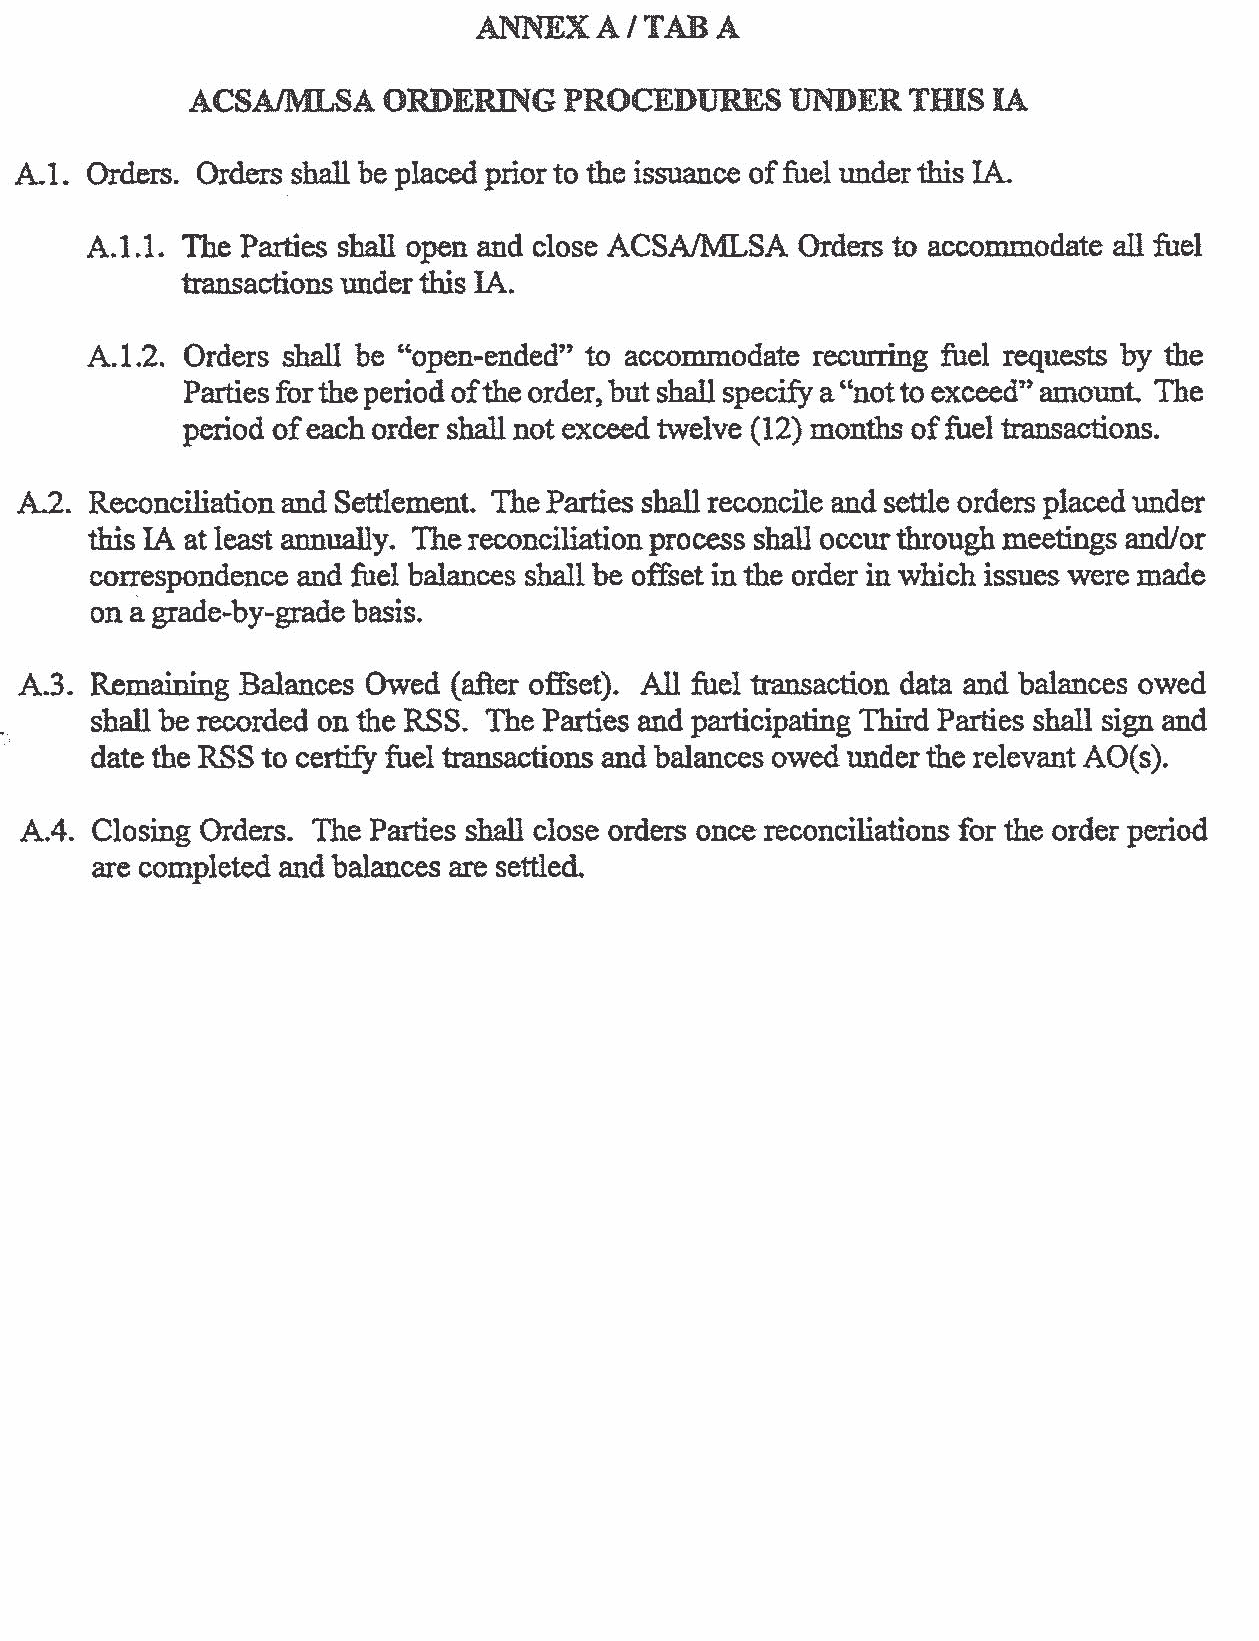 ANNEX A / TAB A
ACSA/MLSA ORDERING PROCEDURES UNDER THIS IA
A.1. Orders. Orders shall be placed prior to the issuance of fuel under this IA.
A.1.1. The Parties shall open and close ACSA/MLSA Orders to accommodate all fuel
transactions under this IA.
A.1.2. Orders shall be “open-ended” to accommodate recurring fuel requests by the
Parties for the period of the order, but shall specify a “not to exceed” amount. The
period of each order shall not exceed twelve (12) months of fuel transactions.
A.2. Reconciliation and Settlement. The Parties shall reconcile and settle orders placed under
this IA at least annually. The reconciliation process shall occur through meetings and/or
correspondence and fuel balances shall be offset in the order in which issues were made
on a grade-by-grade basis.
A.3. Remaining Balances Owed (after offset). All fuel transaction data and balances owed
shall be recorded on the RSS. The Parties and participating Third Parties shall sign and
date the RSS to certify fuel transactions and balances owed under the relevant AO(s).
A.4. Closing Orders. The Parties shall close orders once reconciliations for the order period
are completed and balances are settled.